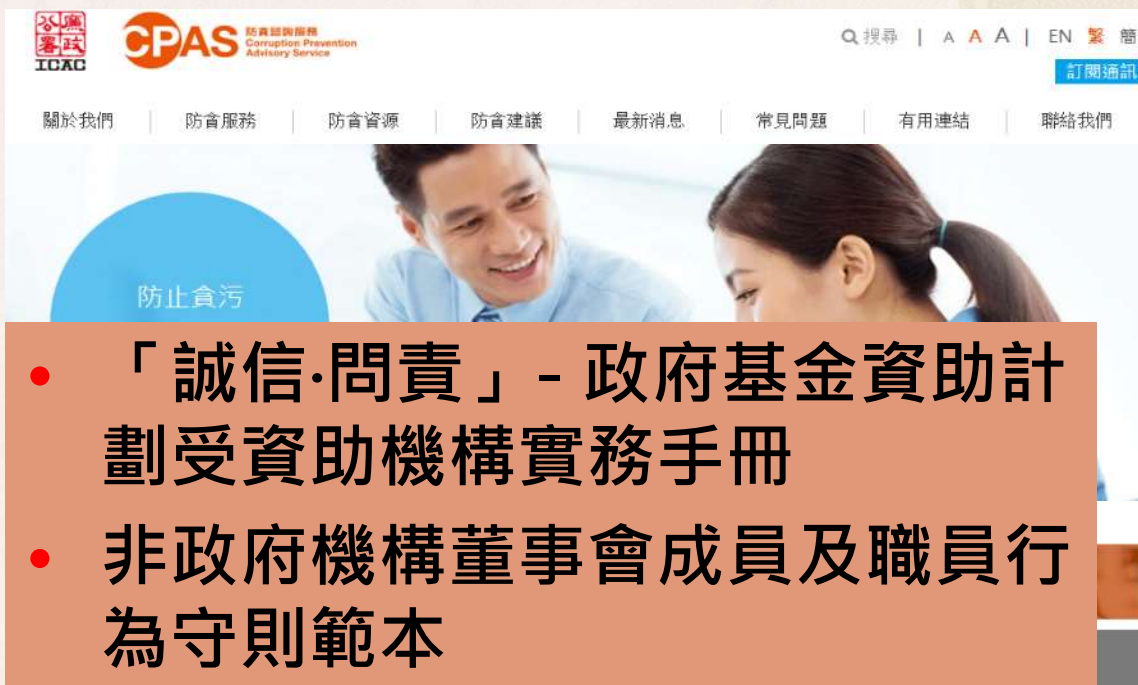 廉政公署
ICAC
CPAS 防貪諮詢服務
Corruption Prevention
Advisory Service
搜尋 | A A A | EN 繁 簡
訂閱通訊
關於我們 | 防貪服務 | 防貪資源 | 防貪建議 | 最新消息 | 常見問題 | 有用連結 | 聯絡我們
防止貪污
• 「誠信·問責」- 政府基金資助計
劃受資助機構實務手冊
• 非政府機構董事會成員及職員行
為守則範本